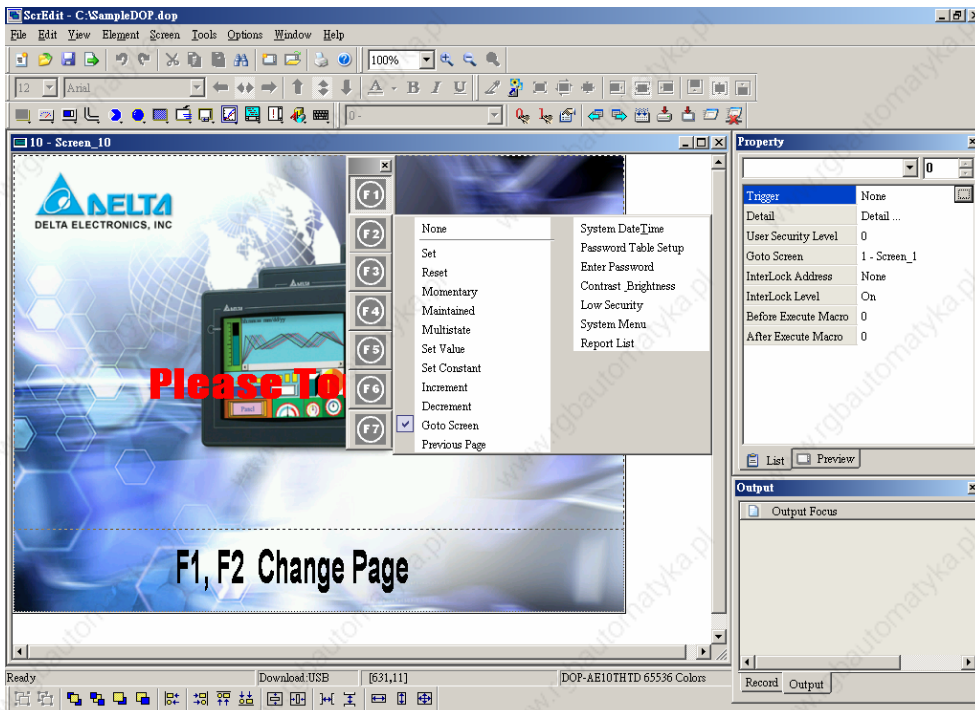 ScrEdit - C:\SampleDOP.dop
File Edit View Element Screen Tools Options Window Help
100%
12 Arial A - B I U
0 -
10 - Screen_10
DELTA
DELTA ELECTRONICS, INC
Please To
F1, F2 Change Page
F1
F2
F3
F4
F5
F6
F7
None
Set
Reset
Momentary
Maintained
Multistate
Set Value
Set Constant
Increment
Decrement
Goto Screen
Previous Page
System DateTime
Password Table Setup
Enter Password
Contrast_Brightness
Low Security
System Menu
Report List
Property
0
Trigger None
Detail Detail ...
User Security Level 0
Goto Screen 1 - Screen_1
InterLock Address None
InterLock Level On
Before Execute Macro 0
After Execute Macro 0
List Preview
Output
Output Focus
Record Output
Ready Download:USB [631,11] DOP-AE10THTD 65536 Colors
www.rgbautomatyka.pl